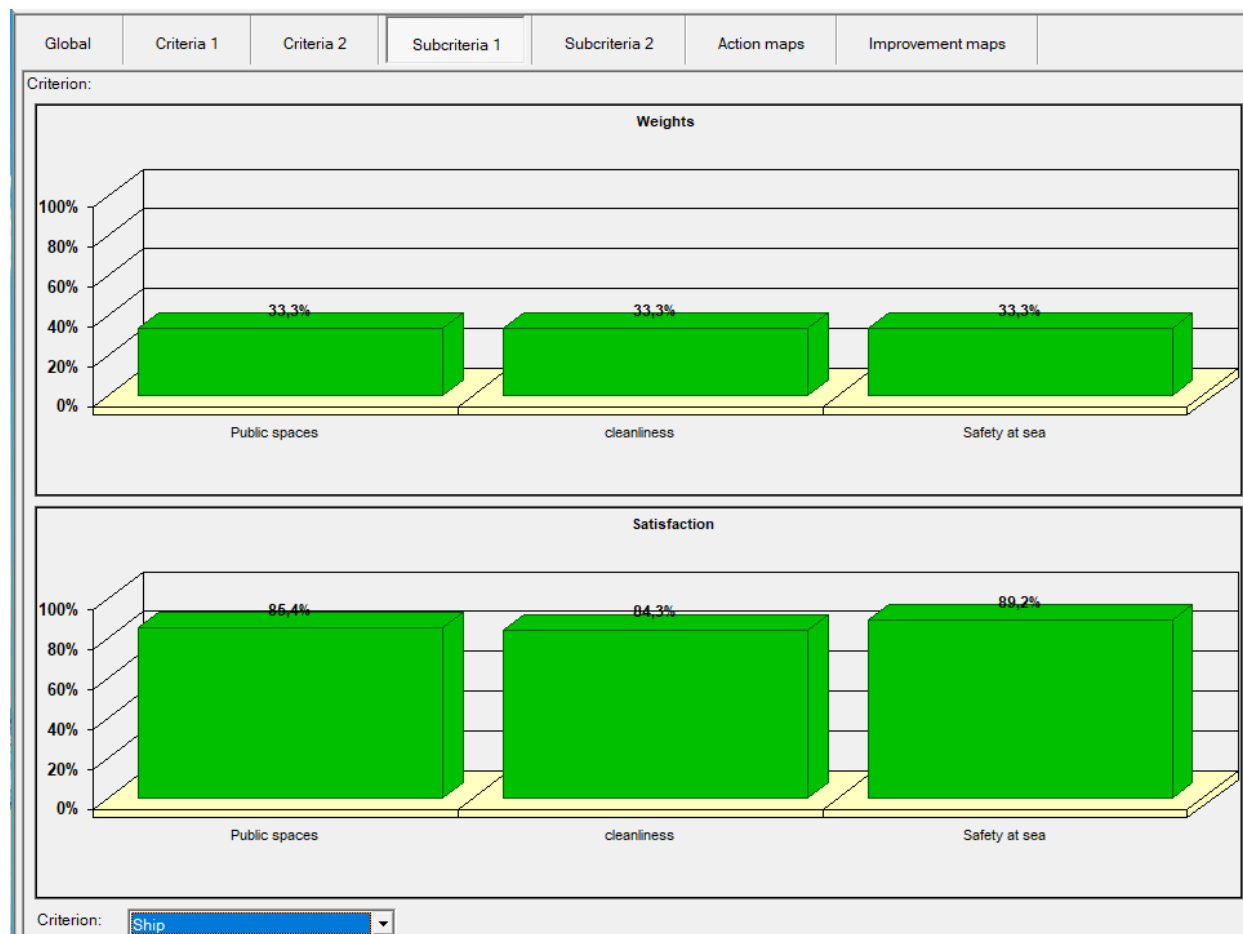 Global Criteria 1 Criteria 2 Subcriteria 1 Subcriteria 2 Action maps Improvement maps
Criterion:
Weights
100%
80%
60%
40%
20%
0%
33,3% 33,3% 33,3%
Public spaces cleanliness Safety at sea
Satisfaction
100%
80%
60%
40%
20%
0%
85,4% 84,3% 89,2%
Public spaces cleanliness Safety at sea
Criterion: Ship